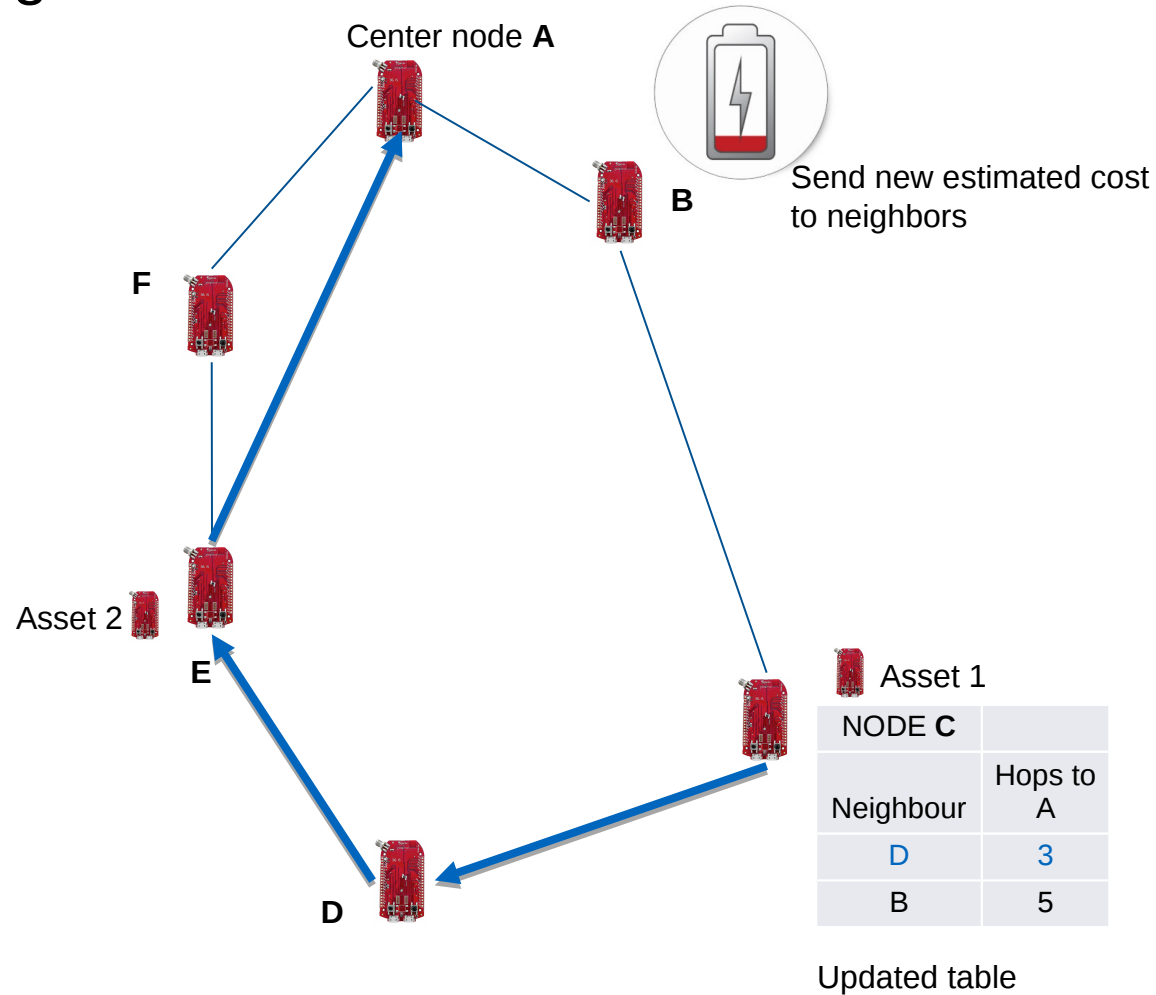 g
Center node A
Send new estimated cost
to neighbors
B
F
Asset 2
E
Asset 1
NODE C
Hops to
A
Neighbour
D 3
B 5
D
Updated table